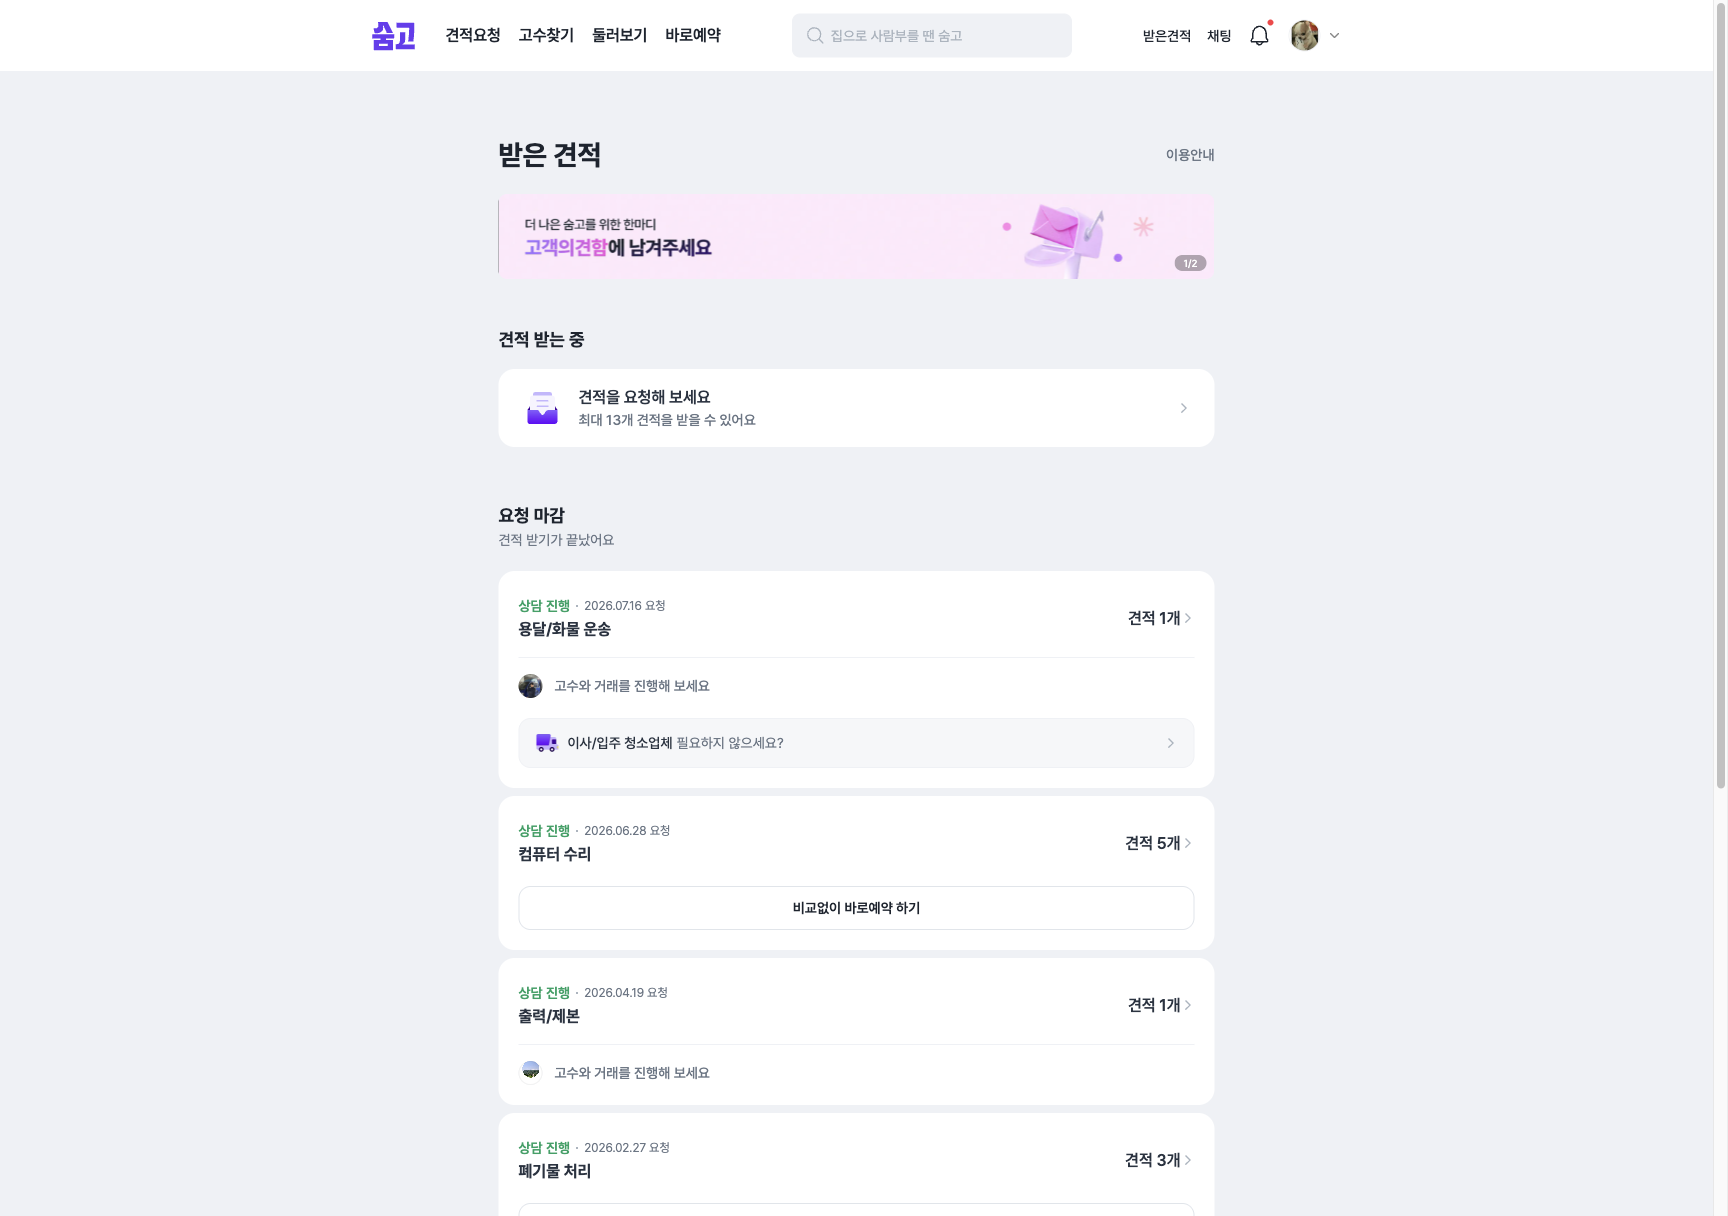 숨고
견적요청 고수찾기 둘러보기 바로예약
집으로 사람부를 땐 숨고
받은견적 채팅
받은 견적
이용안내
더 나은 숨고를 위한 한마디
고객의견함에 남겨주세요
1/2
견적 받는 중
견적을 요청해 보세요
최대 13개 견적을 받을 수 있어요
요청 마감
견적 받기가 끝났어요
상담 진행 · 2026.07.16 요청
용달/화물 운송
견적 1개
고수와 거래를 진행해 보세요
이사/입주 청소업체 필요하지 않으세요?
상담 진행 · 2026.06.28 요청
컴퓨터 수리
견적 5개
비교없이 바로예약 하기
상담 진행 · 2026.04.19 요청
출력/제본
견적 1개
고수와 거래를 진행해 보세요
상담 진행 · 2026.02.27 요청
폐기물 처리
견적 3개